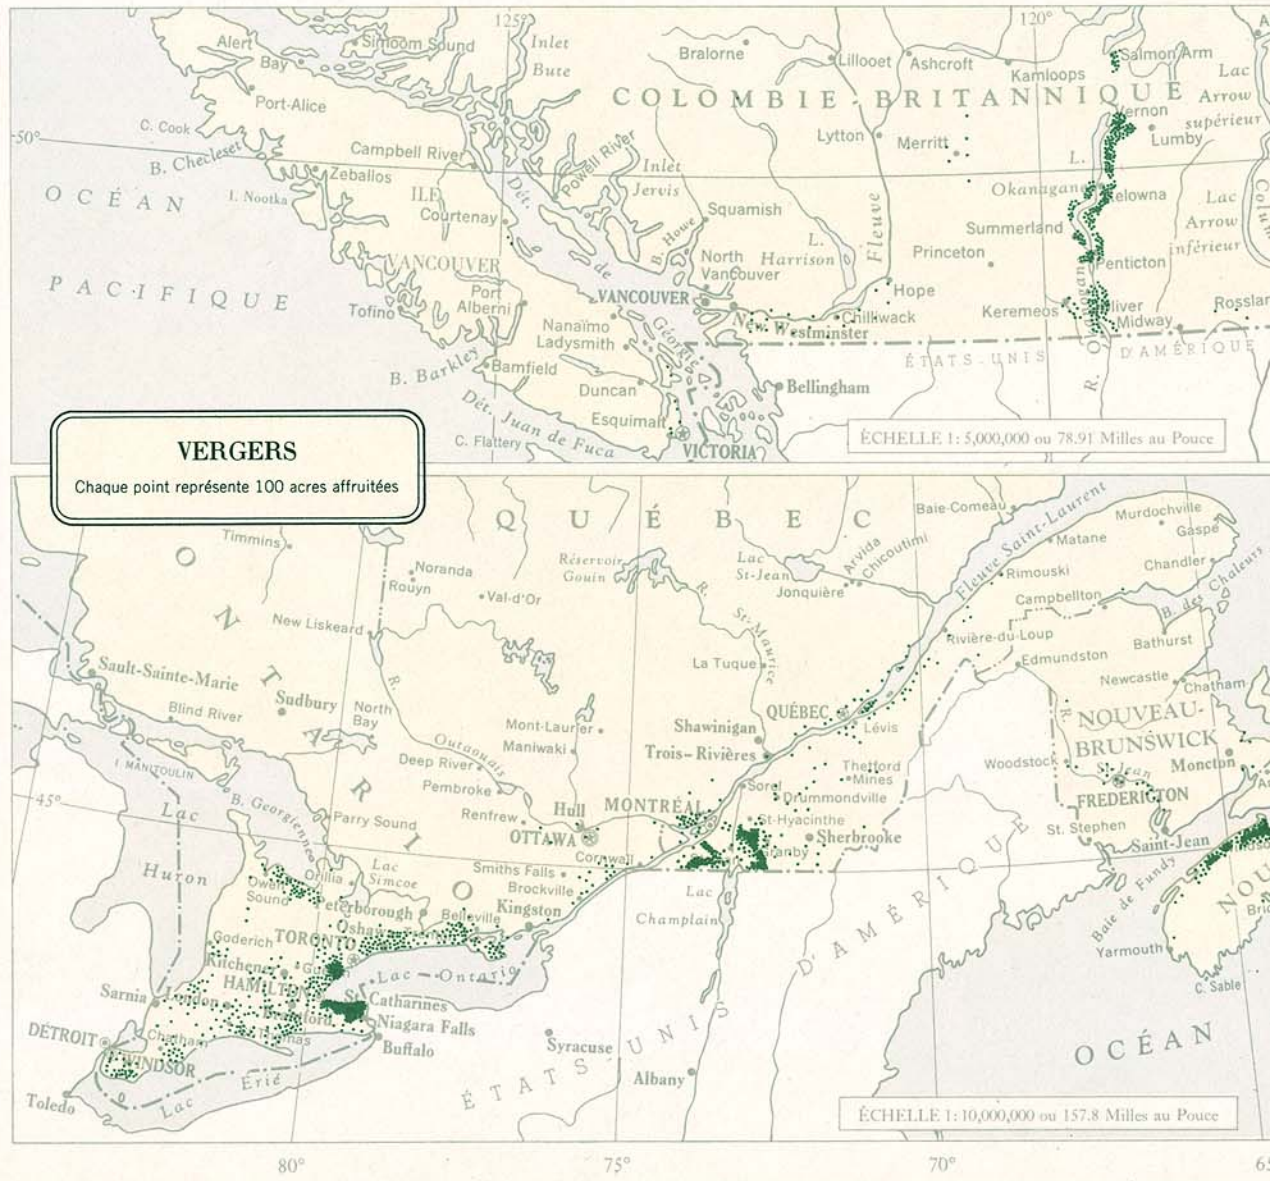 125°
120°
Alert
Bay
Simoom Sound
Inlet
Bute
Bralorne
Lillooet
Ashcroft
Kamloops
Salmon Arm
Lac
Arrow
supérieur
Port-Alice
COLOMBIE-BRITANNIQUE
Vernon
Lumby
50°
C. Cook
B. Checleset
Campbell River
Powell River
Lytton
Merritt
Zeballos
Inlet
Jervis
L.
Okanagan
Kelowna
Lac
Arrow
inférieur
OCÉAN
I. Nootka
ILE
Courtenay
Dét.
de
Géorgie
Squamish
B. Howe
L.
Harrison
Fleuve
Summerland
Princeton
Penticton
VANCOUVER
North
Vancouver
PACIFIQUE
Port
Alberni
VANCOUVER
Hope
Tofino
Nanaïmo
Ladysmith
New Westminster
Chilliwack
Keremeos
Oliver
Midway
ÉTATS-UNIS
D'AMÉRIQUE
B. Barkley
Bamfield
Duncan
Bellingham
R. Okanogan
Dét. Juan de Fuca
Esquimalt
C. Flattery
VICTORIA
ÉCHELLE 1: 5,000,000 ou 78.91 Milles au Pouce
VERGERS
Chaque point représente 100 acres affruitées
QUÉBEC
Baie-Comeau
Fleuve Saint-Laurent
Murdochville
Gaspé
Matane
Chandler
B. des Chaleurs
ONTARIO
Timmins
Noranda
Rouyn
Val-d'Or
Réservoir
Gouin
Lac
St-Jean
Arvida
Chicoutimi
Jonquière
Rimouski
Campbellton
New Liskeard
R.
St-Maurice
Rivière-du-Loup
Bathurst
La Tuque
Edmundston
Newcastle
Chatham
Sault-Sainte-Marie
Sudbury
Blind River
North
Bay
R.
Outaouais
Mont-Laurier
Maniwaki
Shawinigan
Trois-Rivières
QUÉBEC
Lévis
NOUVEAU-
BRUNSWICK
R.
St-Jean
Woodstock
Moncton
I. MANITOULIN
Deep River
Pembroke
Thetford
Mines
Sorel
Drummondville
FREDERICTON
45°
Lac
Huron
B. Georgienne
Parry Sound
Renfrew
Hull
OTTAWA
MONTRÉAL
St-Hyacinthe
Granby
Sherbrooke
St. Stephen
Saint-Jean
Owen
Sound
Orillia
Lac
Simcoe
Smiths Falls
Cornwall
Brockville
Kingston
Lac
Champlain
Baie de Fundy
Peterborough
Belleville
Goderich
TORONTO
Kitchener
HAMILTON
Lac Ontario
Yarmouth
C. Sable
Sarnia
London
St. Catharines
Niagara Falls
Buffalo
DÉTROIT
Chatham
WINDSOR
Syracuse
Albany
ÉTATS-UNIS
D'AMÉRIQUE
OCÉAN
Toledo
Lac
Érié
ÉCHELLE 1: 10,000,000 ou 157.8 Milles au Pouce
80°
75°
70°